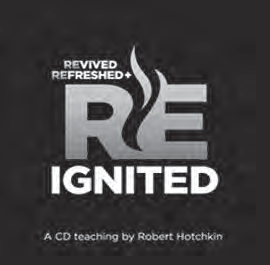 REVIVED
REFRESHED +
RE
IGNITED
A CD teaching by Robert Hotchkin